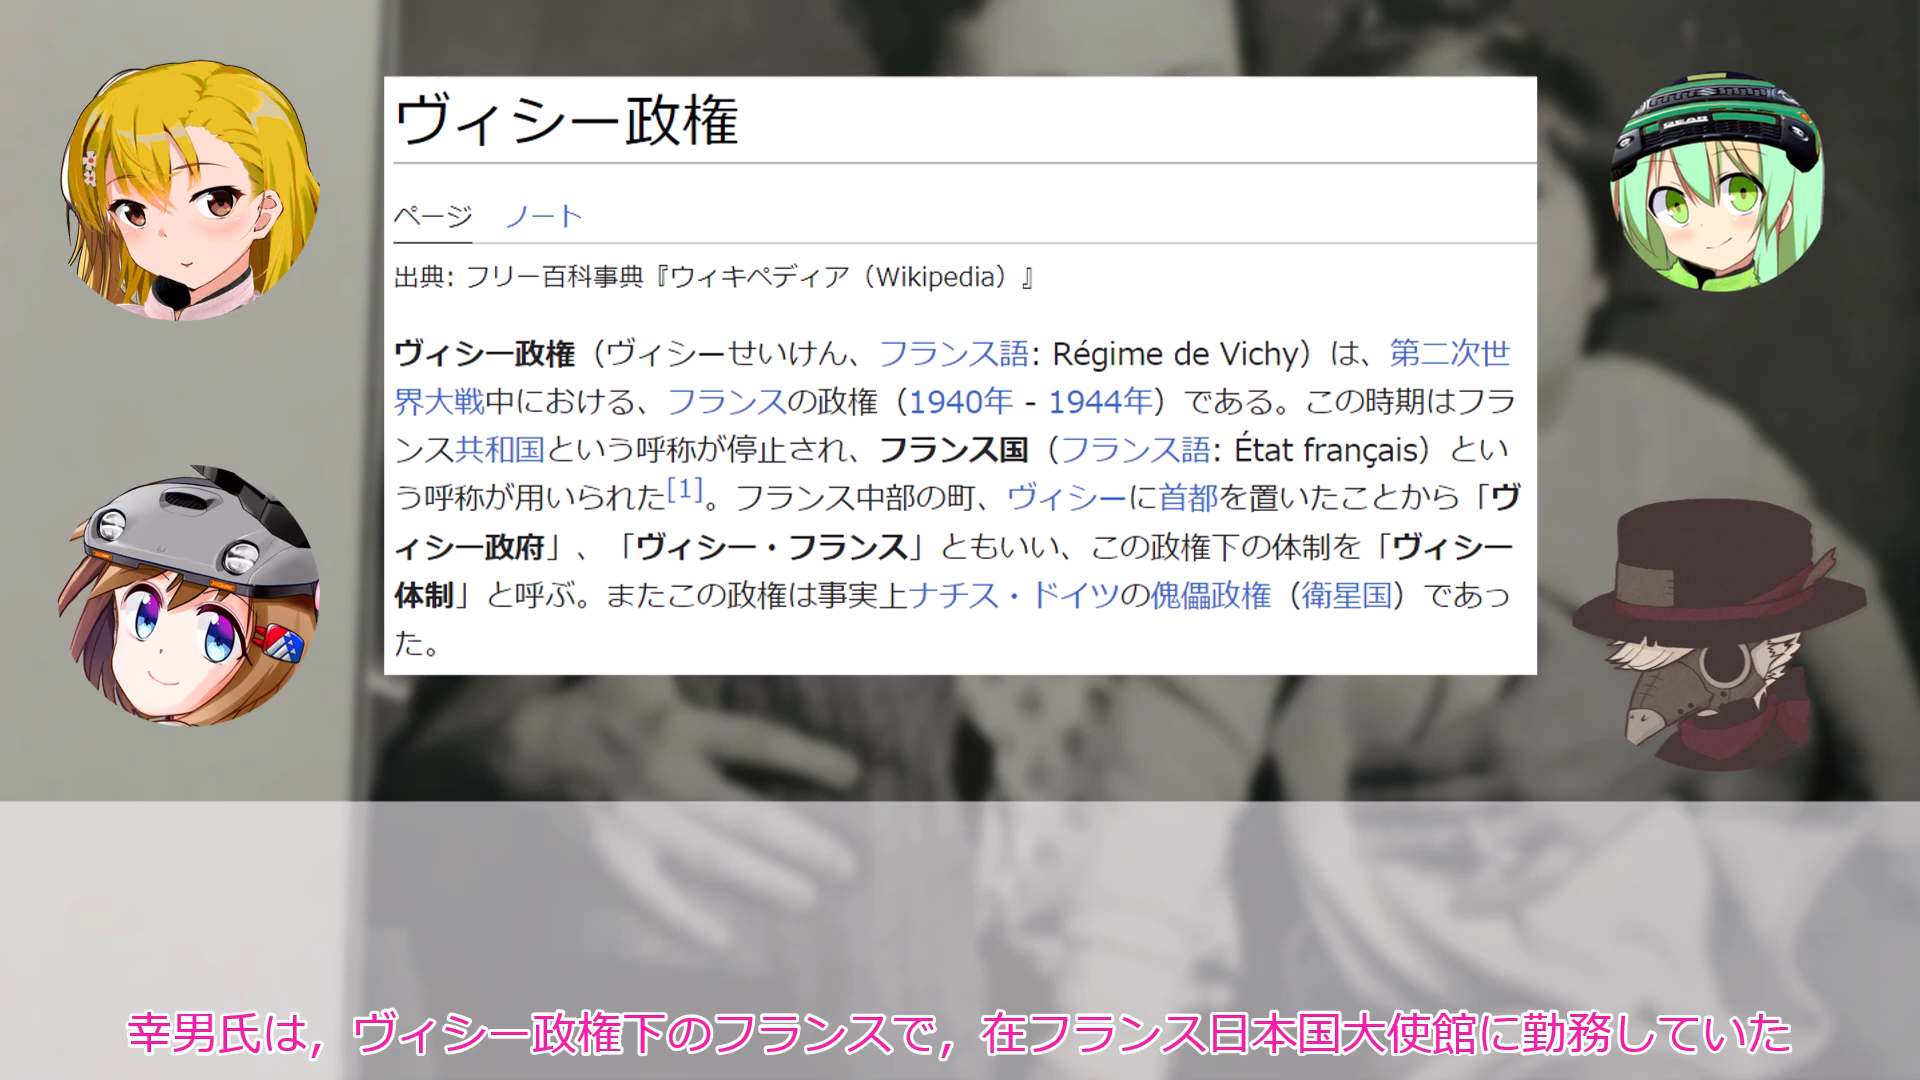 ヴィシー政権
ページ ノート
出典: フリー百科事典『ウィキペディア（Wikipedia）』
ヴィシー政権（ヴィシーせいけん、フランス語: Régime de Vichy）は、第二次世
界大戦中における、フランスの政権（1940年 - 1944年）である。この時期はフラ
ンス共和国という呼称が停止され、フランス国（フランス語: État français）とい
う呼称が用いられた[1]。フランス中部の町、ヴィシーに首都を置いたことから「ヴ
ィシー政府」、「ヴィシー・フランス」ともいい、この政権下の体制を「ヴィシー
体制」と呼ぶ。またこの政権は事実上ナチス・ドイツの傀儡政権（衛星国）であっ
た。
幸男氏は，ヴィシー政権下のフランスで，在フランス日本国大使館に勤務していた